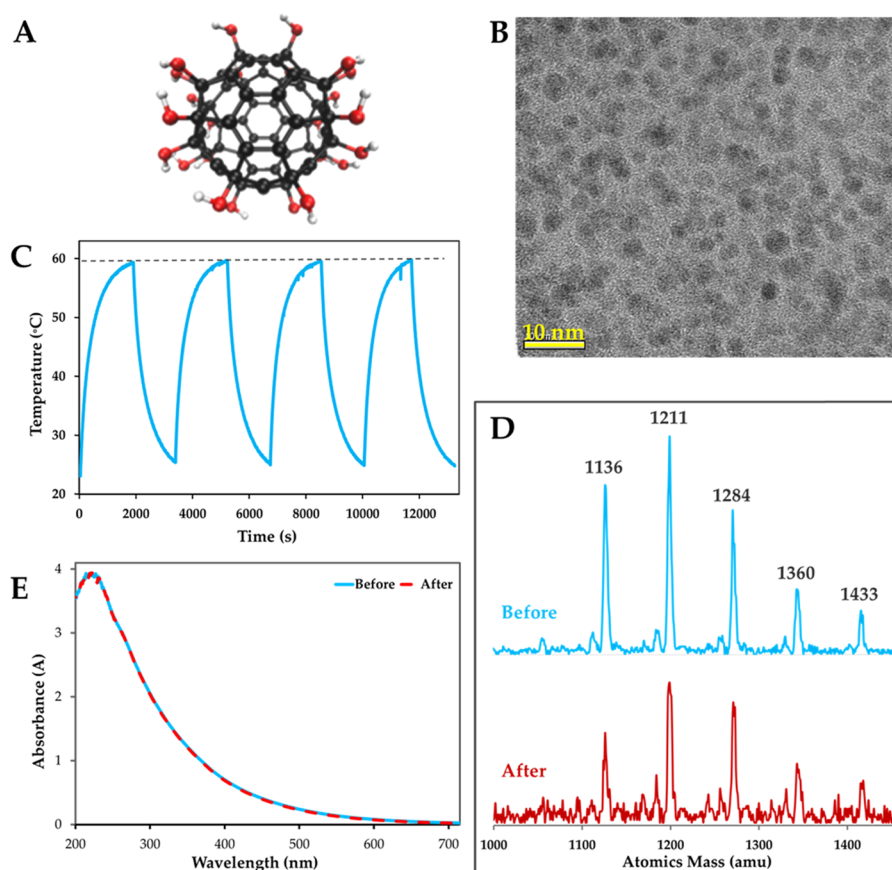 A
B
10 nm
C
Temperature (°C)
60
50
40
30
20
0
2000
4000
6000
8000
10000
12000
Time (s)
D
1136
1211
1284
1360
1433
Before
After
1000
1100
1200
1300
1400
Atomics Mass (amu)
E
Before
After
Absorbance (A)
4
3
2
1
0
200
300
400
500
600
700
Wavelength (nm)